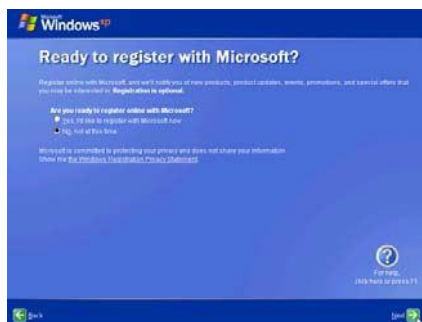 Microsoft
Windows xp
Ready to register with Microsoft?
Register online with Microsoft, and we'll notify you of new products, product updates, events, promotions, and special offers that
you may be interested in. Registration is optional.
Are you ready to register online with Microsoft?
Yes, I'd like to register with Microsoft now
No, not at this time
Microsoft is committed to protecting your privacy and does not share your information
Show me the Windows Registration Privacy Statement.
For help,
click here or press F1
Back
Next